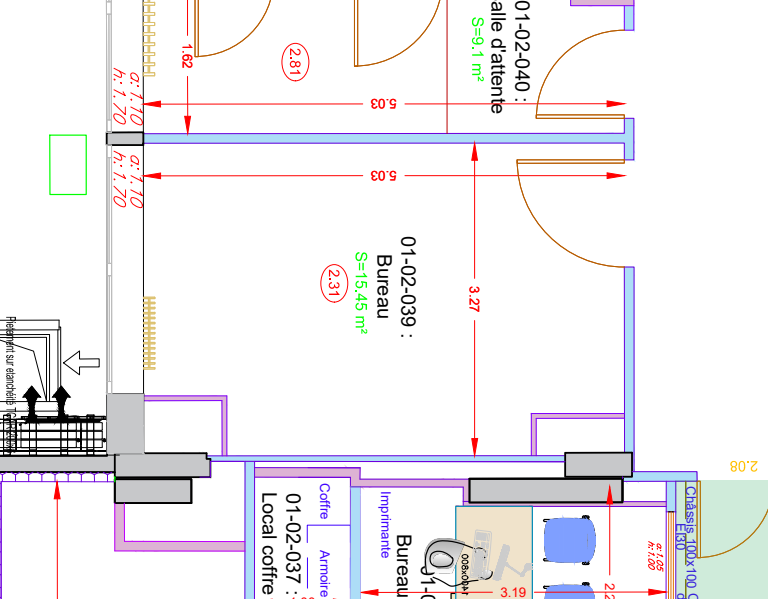 01-02-040 :
alle d'attente
S=9.1 m²
2.81
1.62
a: 1.10
h: 1.70
5.03
a: 1.10
h: 1.70
5.03
01-02-039 :
Bureau
S=15.45 m²
2.31
3.27
2.08
Coffre
Armoire
01-02-037 :
Local coffre
Imprimante
Bureau
3.19
Châssis 100x100
EI30
a: 1.05
h: 1.00